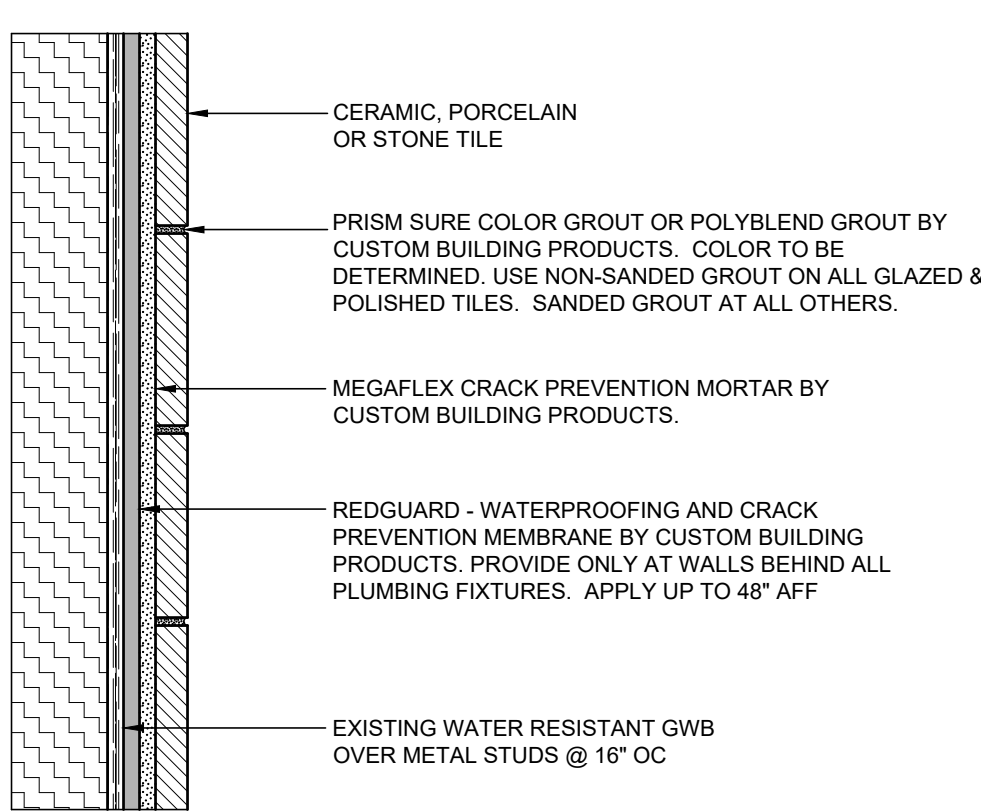 CERAMIC, PORCELAIN
OR STONE TILE
PRISM SURE COLOR GROUT OR POLYBLEND GROUT BY
CUSTOM BUILDING PRODUCTS.  COLOR TO BE
DETERMINED. USE NON-SANDED GROUT ON ALL GLAZED &
POLISHED TILES.  SANDED GROUT AT ALL OTHERS.
MEGAFLEX CRACK PREVENTION MORTAR BY
CUSTOM BUILDING PRODUCTS.
REDGUARD - WATERPROOFING AND CRACK
PREVENTION MEMBRANE BY CUSTOM BUILDING
PRODUCTS. PROVIDE ONLY AT WALLS BEHIND ALL
PLUMBING FIXTURES.  APPLY UP TO 48" AFF
EXISTING WATER RESISTANT GWB
OVER METAL STUDS @ 16" OC